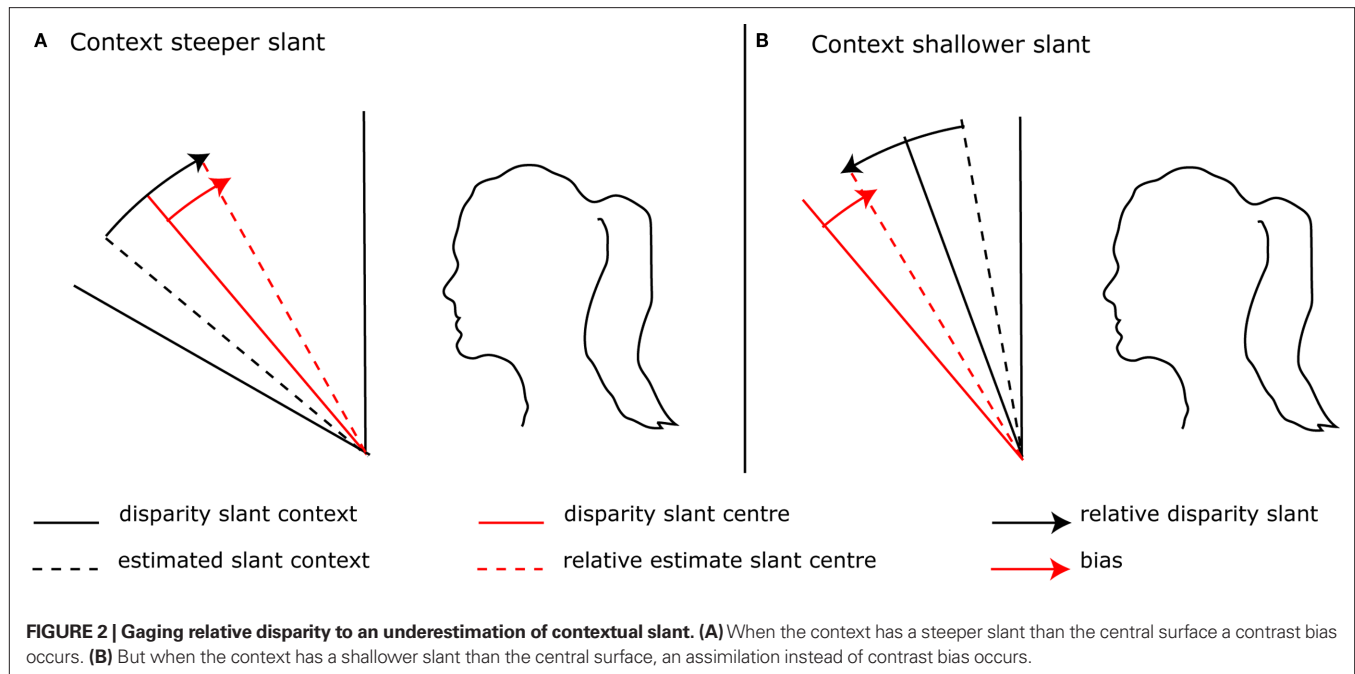 A Context steeper slant
B Context shallower slant
disparity slant context
disparity slant centre
relative disparity slant
estimated slant context
relative estimate slant centre
bias
FIGURE 2 | Gaging relative disparity to an underestimation of contextual slant. (A) When the context has a steeper slant than the central surface a contrast bias
occurs. (B) But when the context has a shallower slant than the central surface, an assimilation instead of contrast bias occurs.